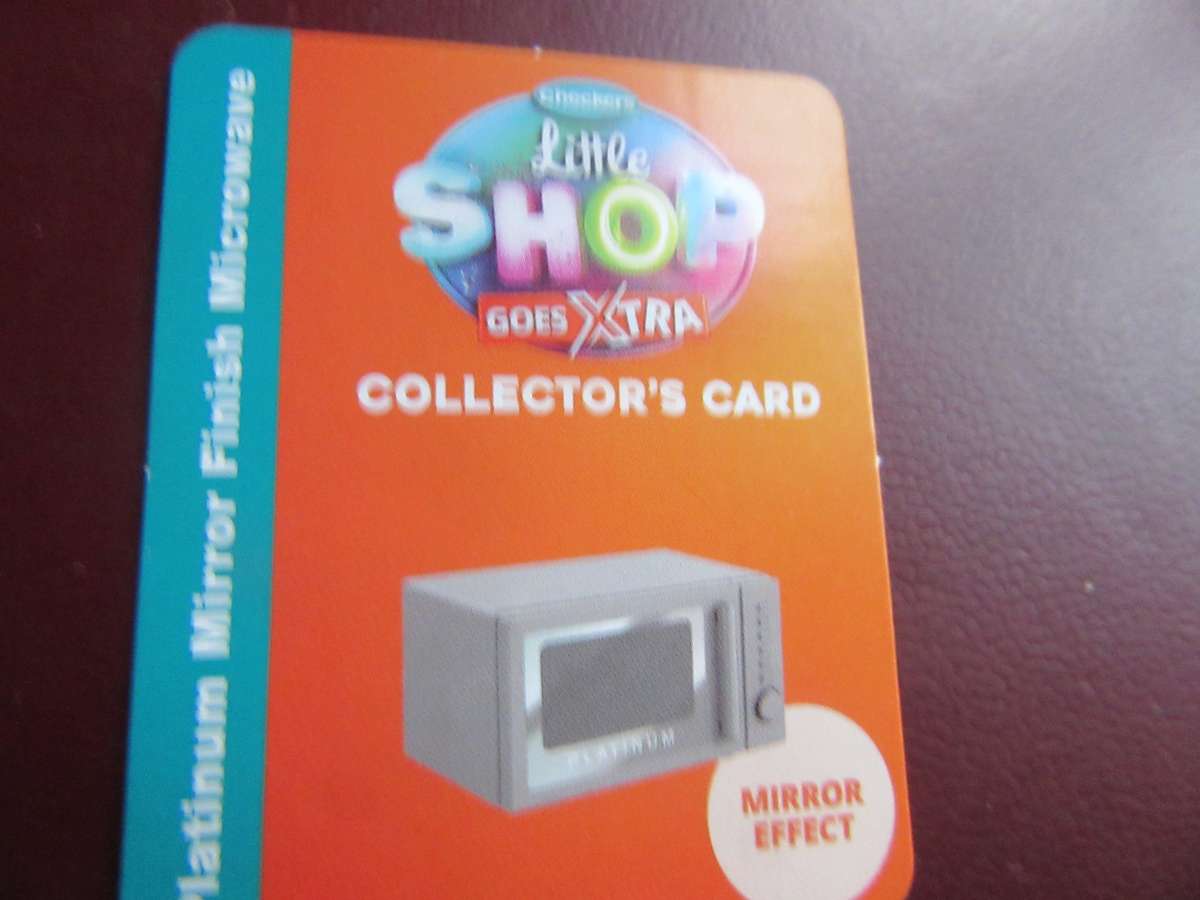 Checkers
Little
SHOP
GOES XTRA
COLLECTOR'S CARD
PLATINUM
MIRROR
EFFECT
Platinum Mirror Finish Microwave